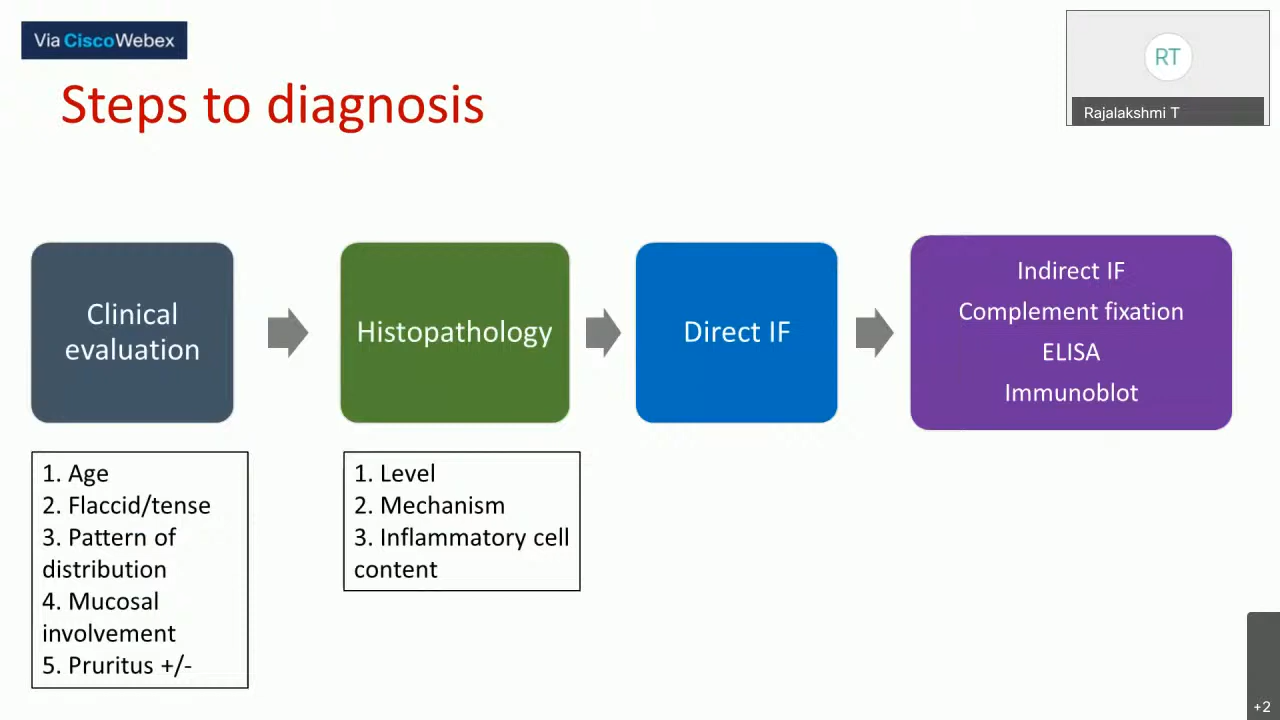 Via CiscoWebex
RT
Rajalakshmi T
Steps to diagnosis
Clinical
evaluation
Histopathology
Direct IF
Indirect IF
Complement fixation
ELISA
Immunoblot
1. Age
2. Flaccid/tense
3. Pattern of
distribution
4. Mucosal
involvement
5. Pruritus +/-
1. Level
2. Mechanism
3. Inflammatory cell
content
+2